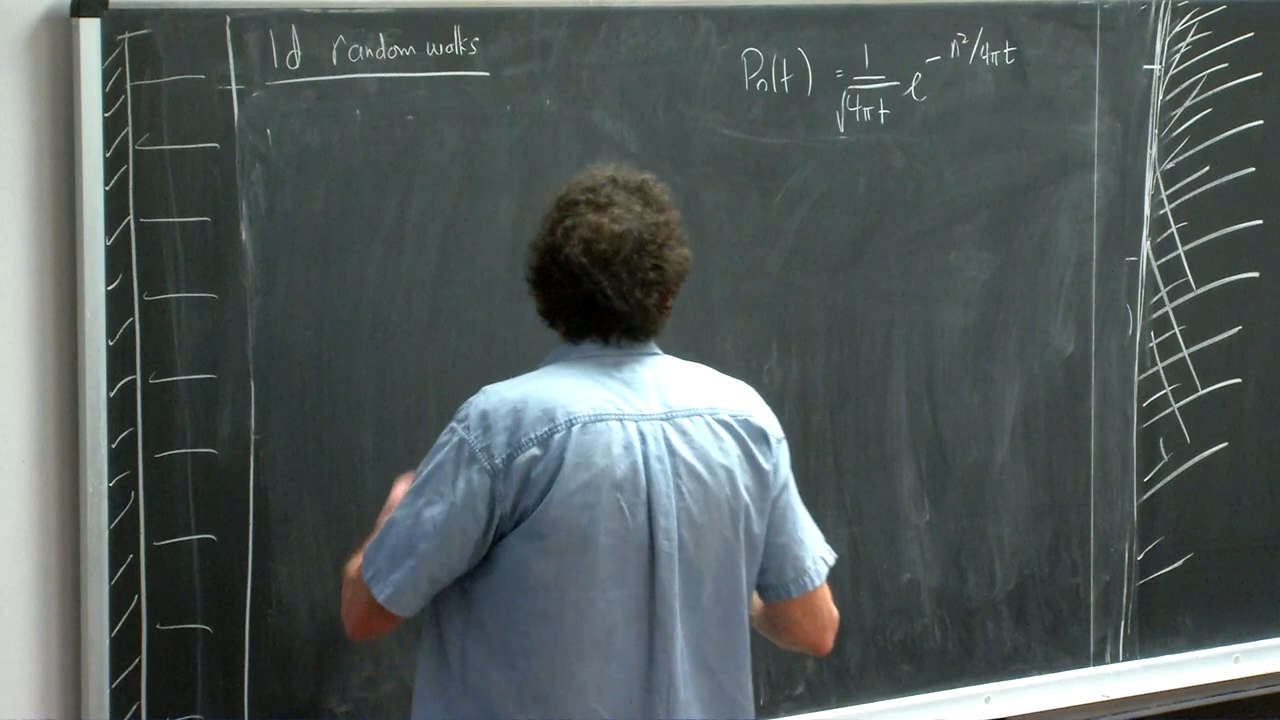 1d random walks
Pn(t) = 1/√4πt e^- n²/4πt